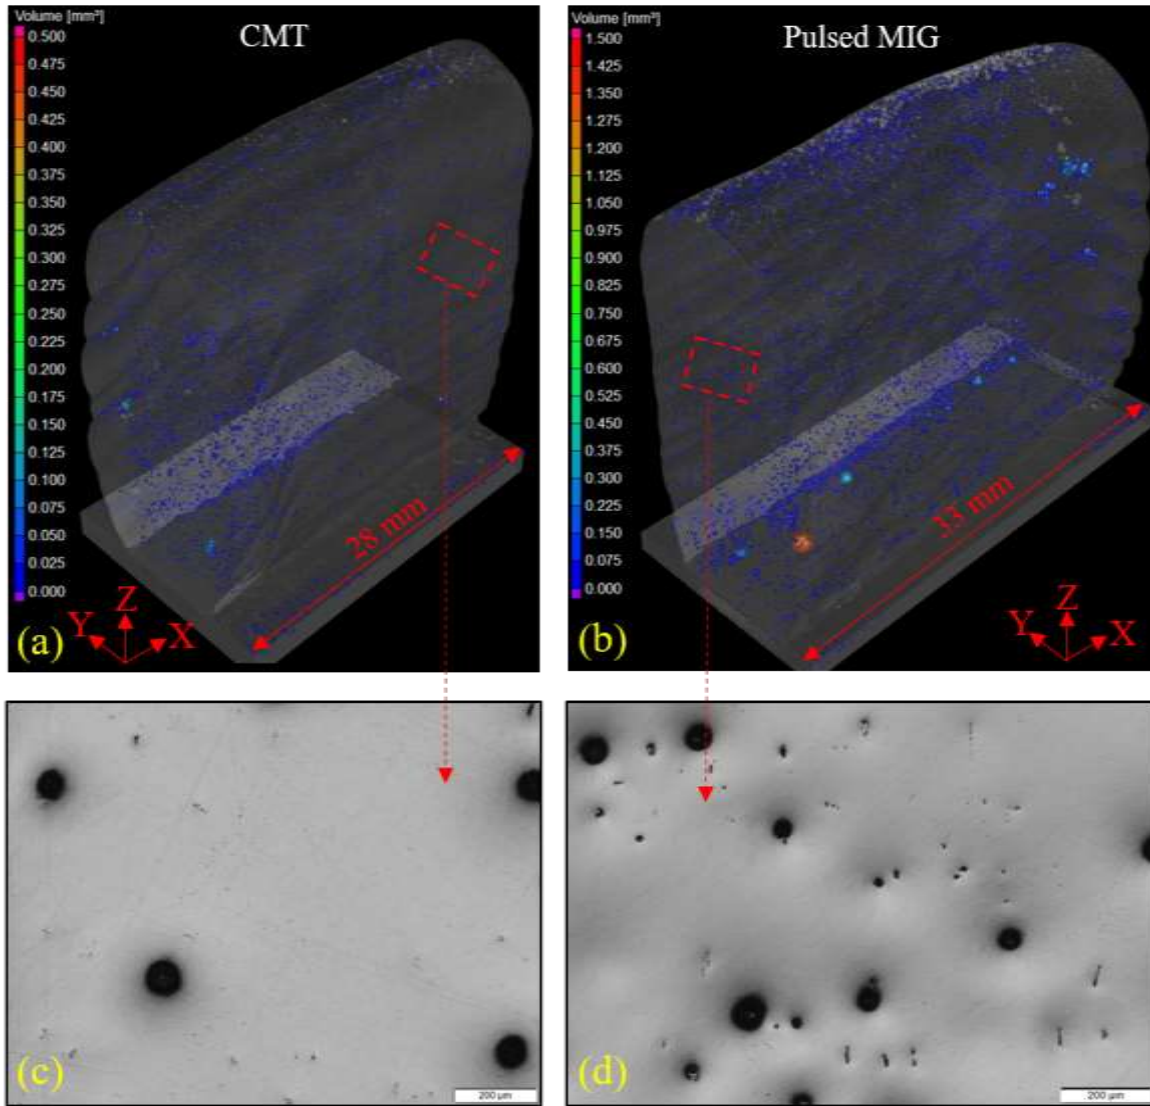 Volume [mm³]
CMT
0.500
0.475
0.450
0.425
0.400
0.375
0.350
0.325
0.300
0.275
0.250
0.225
0.200
0.175
0.150
0.125
0.100
0.075
0.050
0.025
0.000
28 mm
Z
Y
X
(a)
Volume [mm³]
Pulsed MIG
1.500
1.425
1.350
1.275
1.200
1.125
1.050
0.975
0.900
0.825
0.750
0.675
0.600
0.525
0.450
0.375
0.300
0.225
0.150
0.075
0.000
33 mm
Z
Y
X
(b)
(c)
200 µm
(d)
200 µm